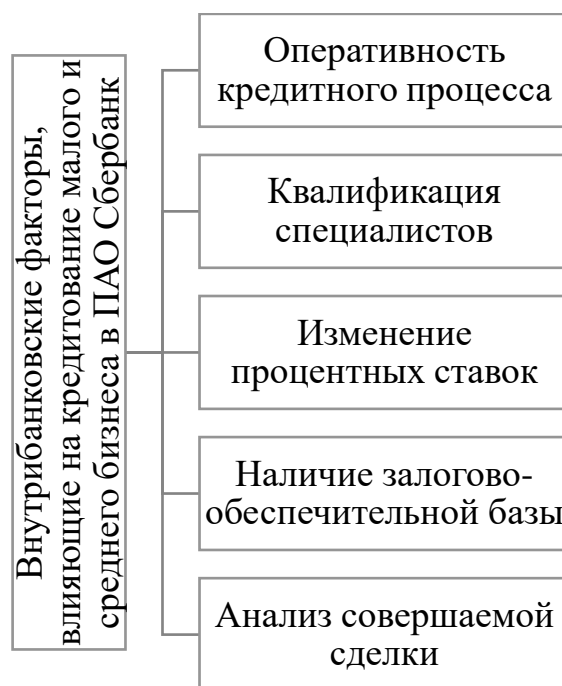 Внутрибанковские факторы,
влияющие на кредитование малого и
среднего бизнеса в ПАО Сбербанк
Оперативность
кредитного процесса
Квалификация
специалистов
Изменение
процентных ставок
Наличие залогово-
обеспечительной базы
Анализ совершаемой
сделки